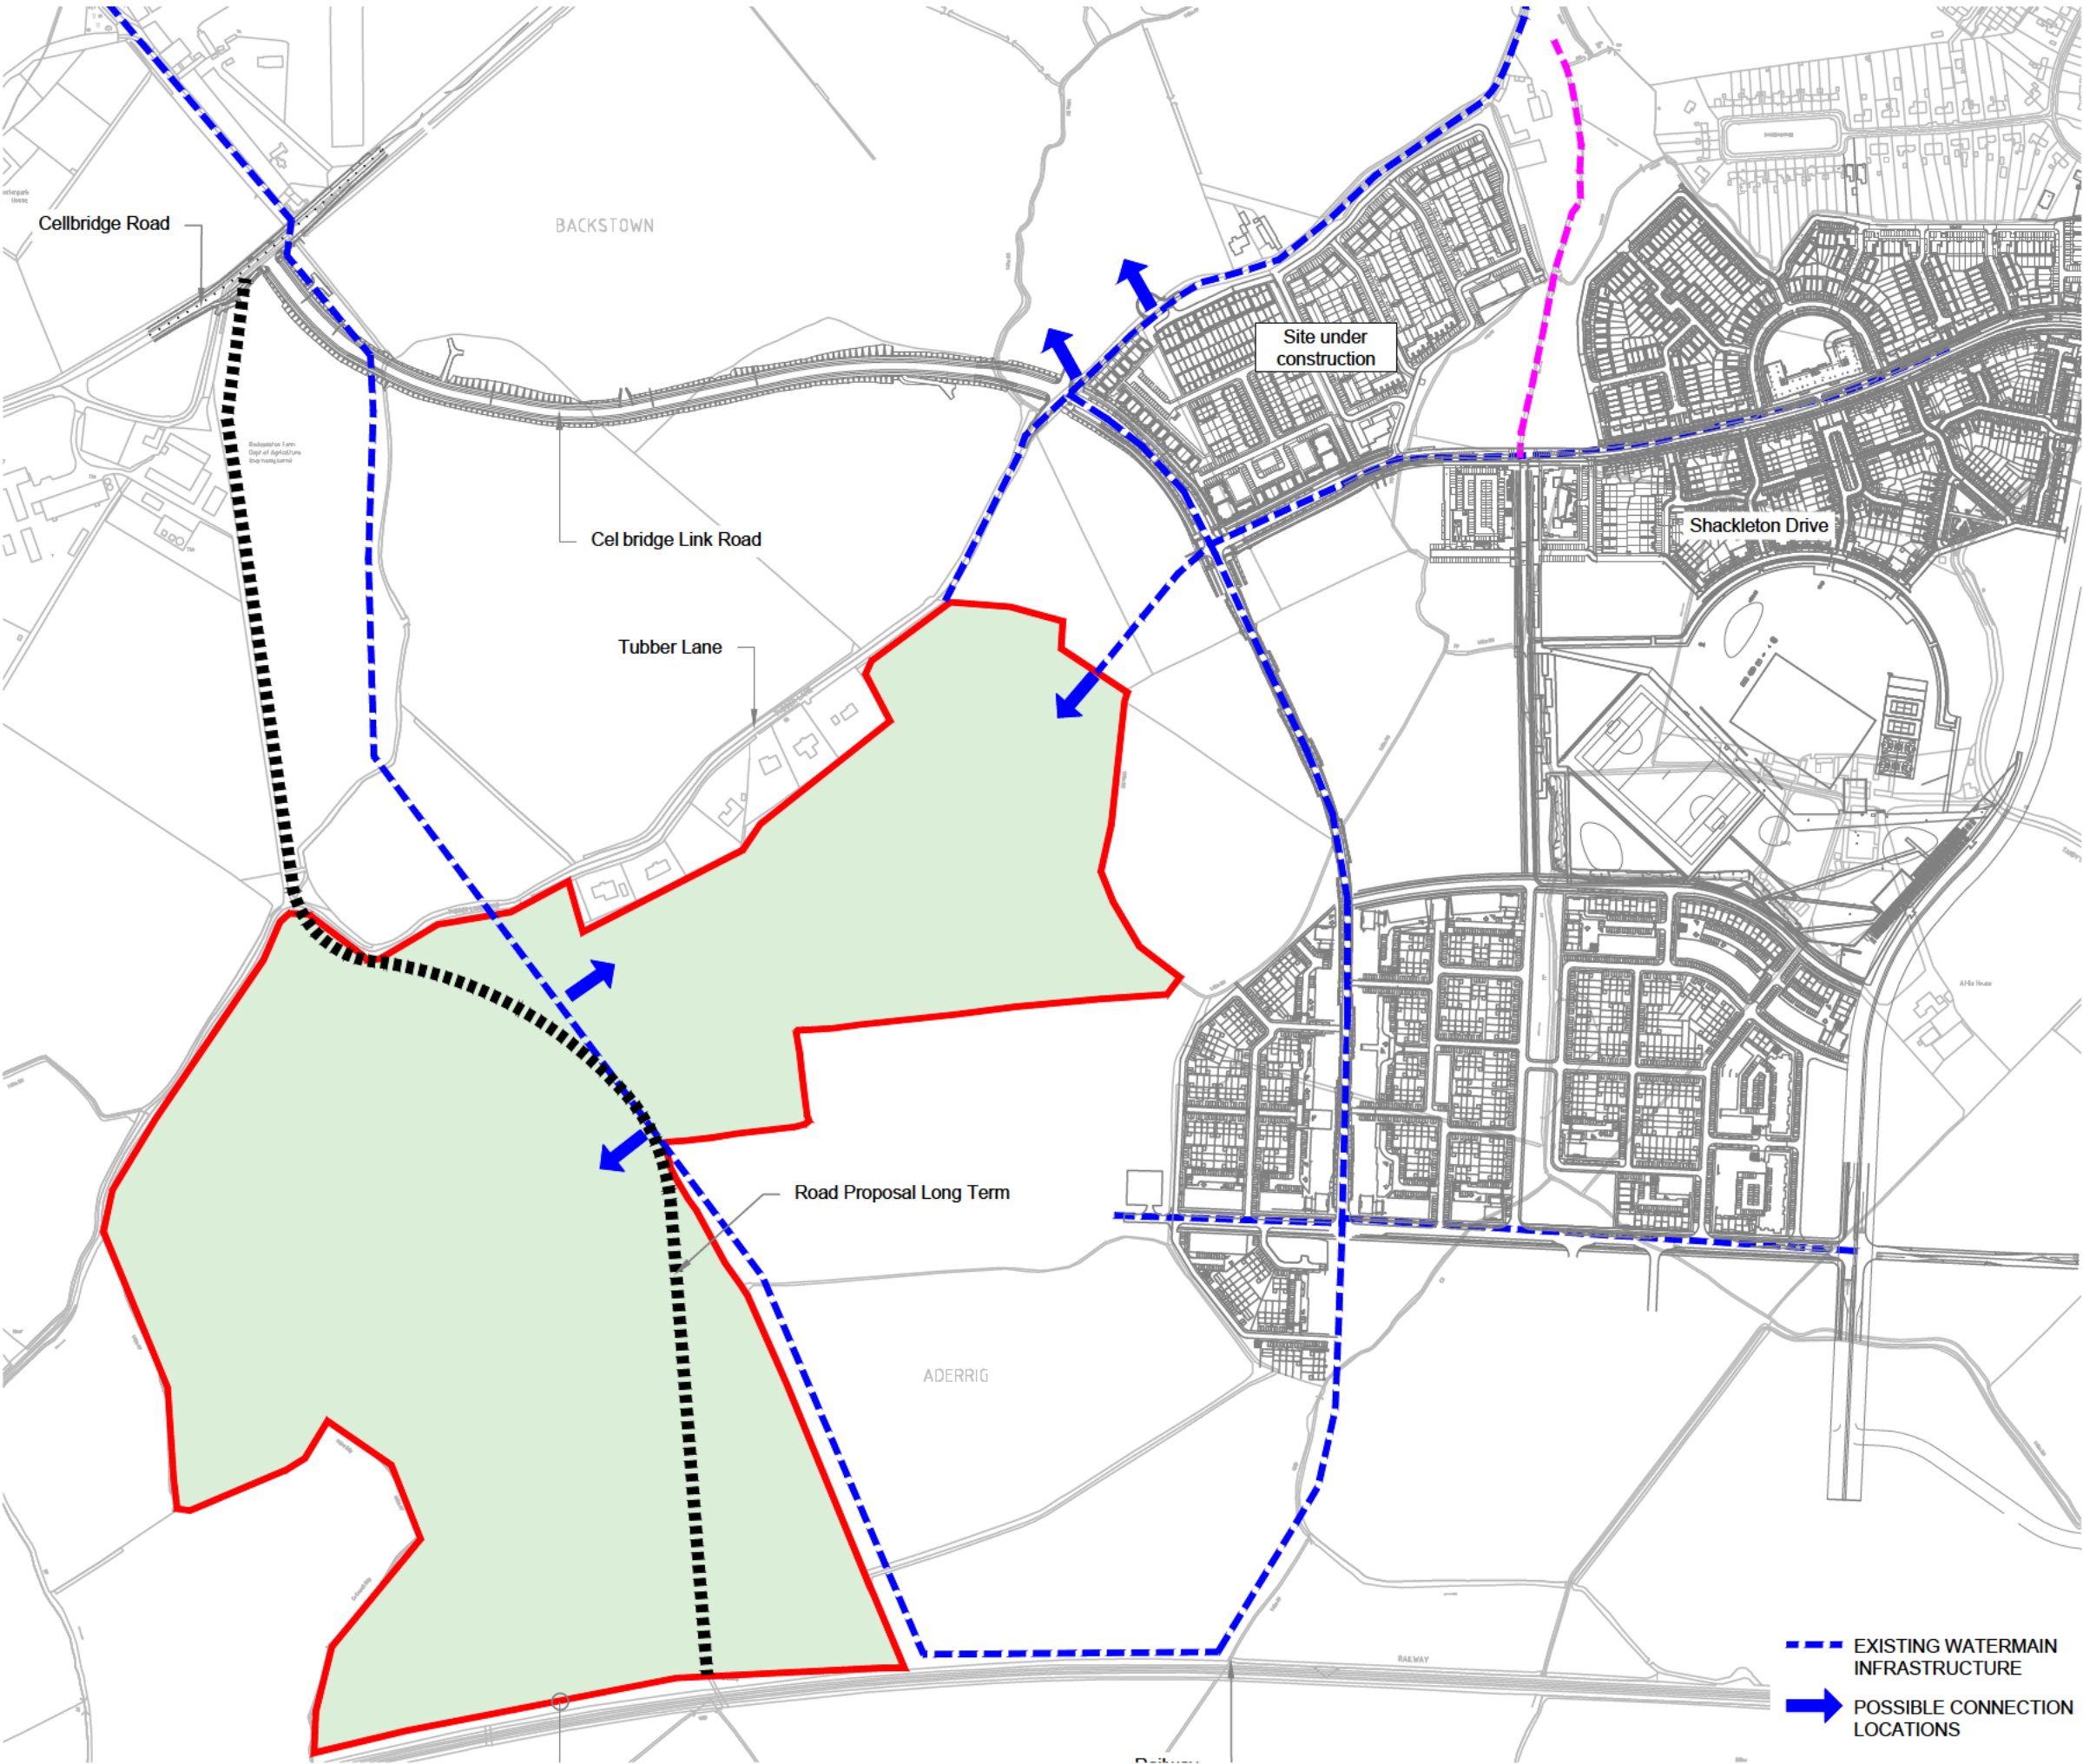 Cellbridge Road
BACKSTOWN
Site under
construction
Cel bridge Link Road
Shackleton Drive
Tubber Lane
Road Proposal Long Term
ADERRIG
RAILWAY
EXISTING WATERMAIN
INFRASTRUCTURE
POSSIBLE CONNECTION
LOCATIONS